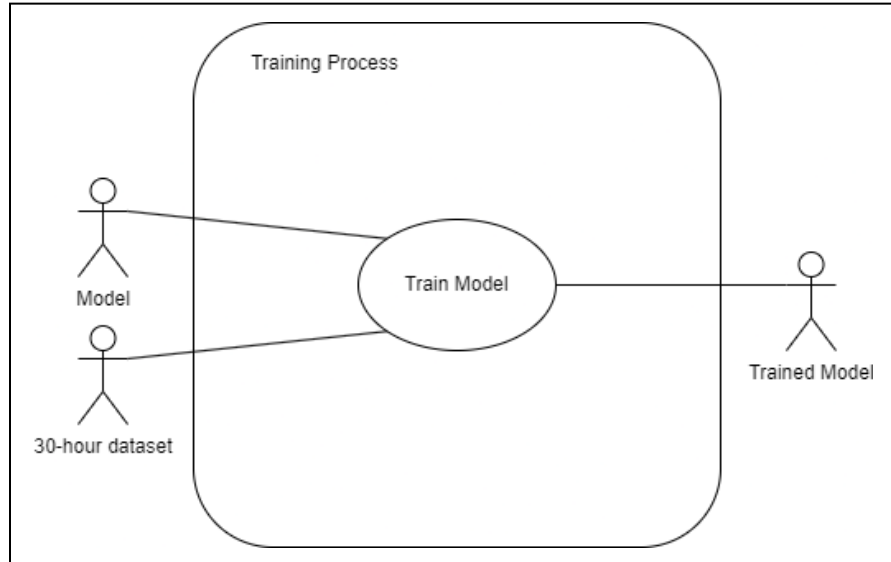 Training Process
Model
Train Model
30-hour dataset
Trained Model